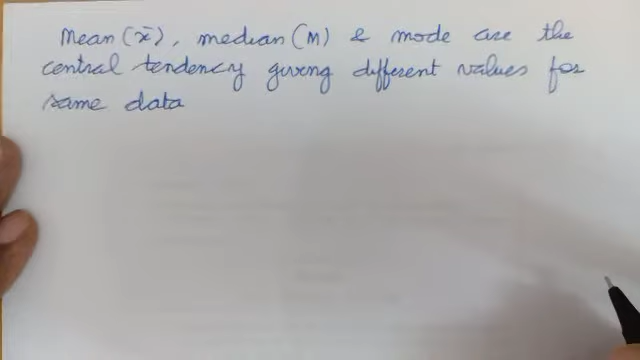 Mean (x̄), median (M) & mode are the
central tendency giving different values for
same data